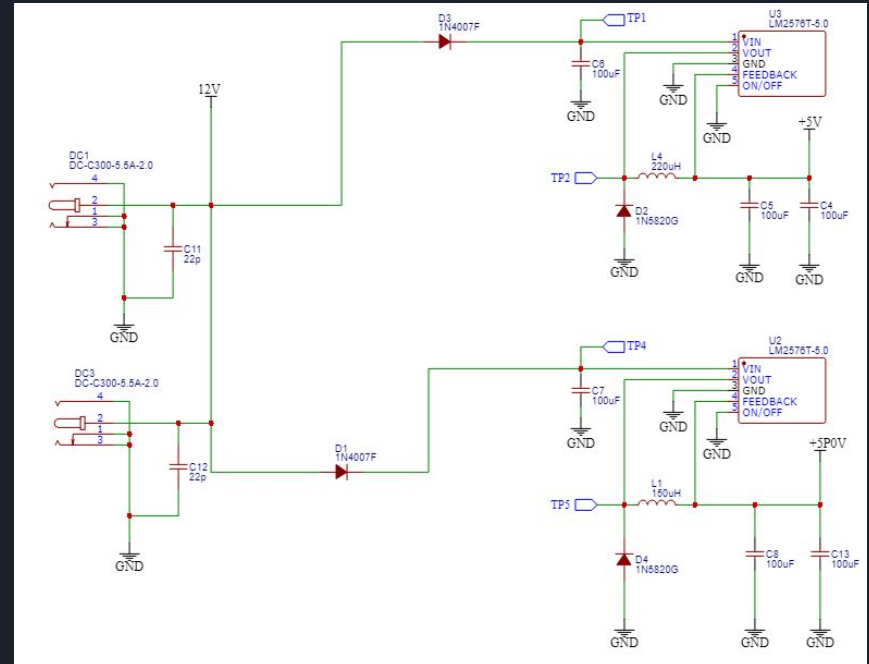 D3
1N4007F
TP1
U3
LM2576T-5.0
1 VIN
2 VOUT
3 GND
4 FEEDBACK
5 ON/OFF
C6
100uF
GND
GND
GND
12V
+5V
DC1
DC-C300-5.5A-2.0
4
2
1
3
C11
22p
GND
TP2
L4
220uH
D2
1N5820G
C5
100uF
C4
100uF
GND
GND
GND
DC3
DC-C300-5.5A-2.0
4
2
1
3
C12
22p
GND
D1
1N4007F
TP4
U2
LM2576T-5.0
1 VIN
2 VOUT
3 GND
4 FEEDBACK
5 ON/OFF
C7
100uF
GND
GND
GND
+5P0V
TP5
L1
150uH
D4
1N5820G
C8
100uF
C13
100uF
GND
GND
GND